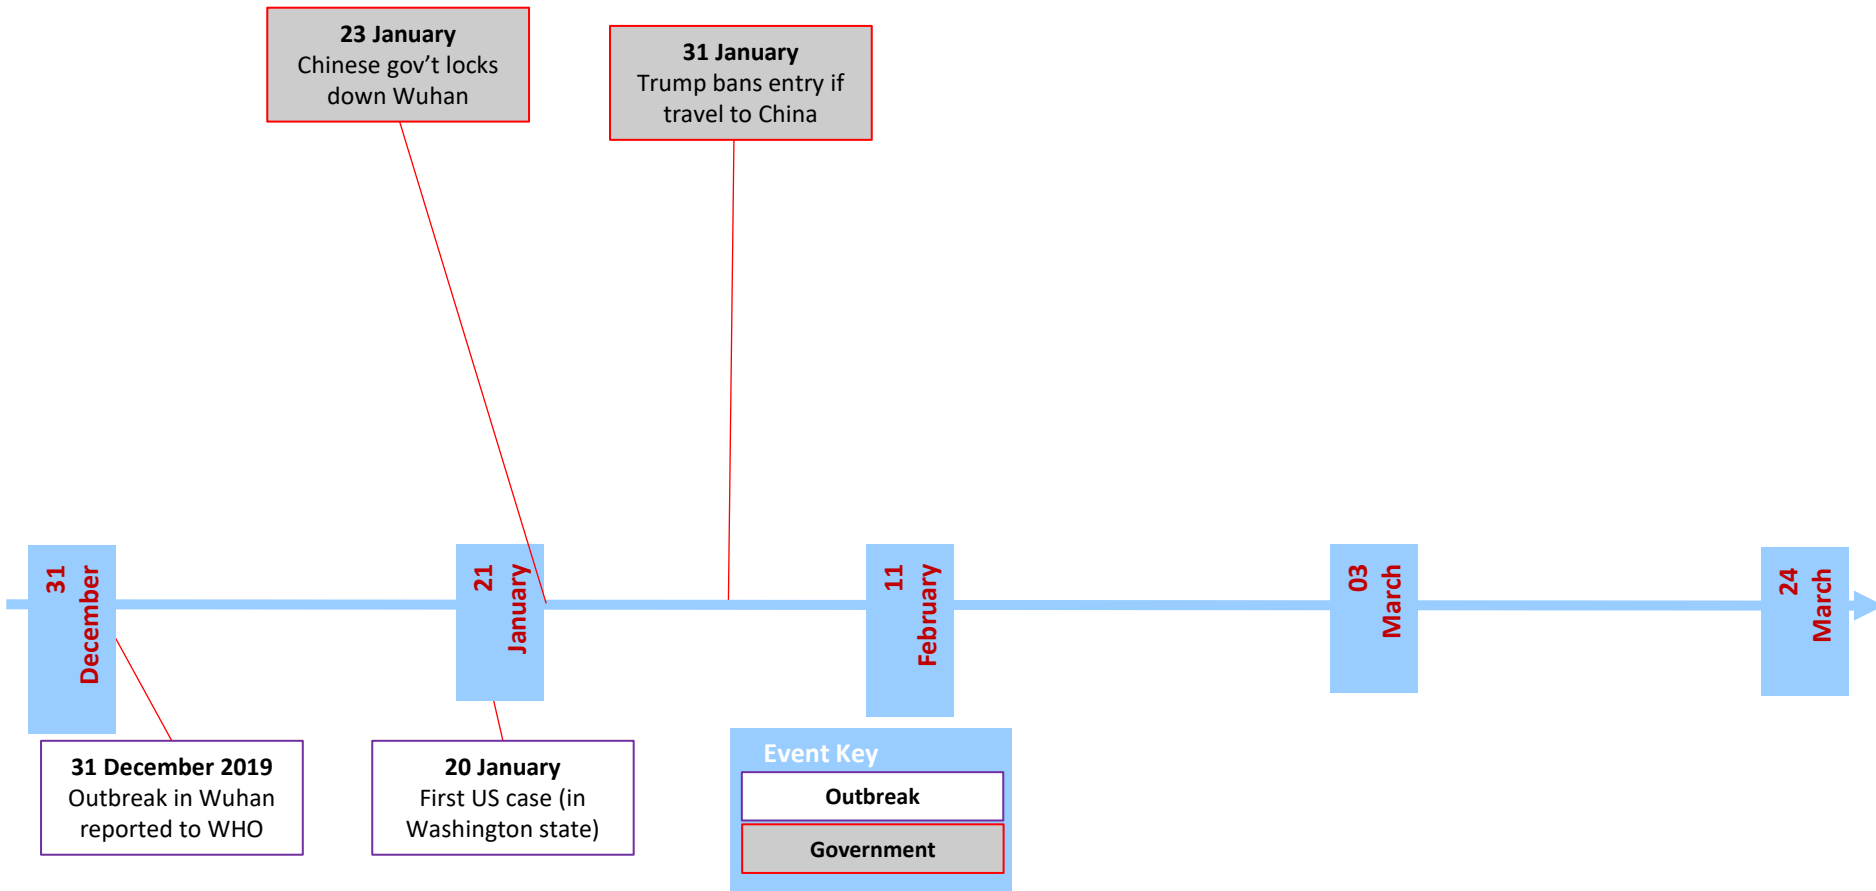 23 January
Chinese gov’t locks
down Wuhan
31 January
Trump bans entry if
travel to China
31
December
21
January
11
February
03
March
24
March
31 December 2019
Outbreak in Wuhan
reported to WHO
20 January
First US case (in
Washington state)
Event Key
Outbreak
Government